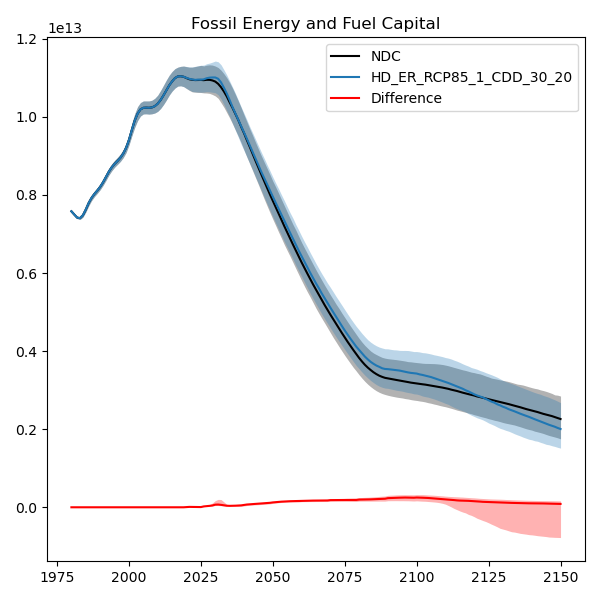 Fossil Energy and Fuel Capital
1e13
NDC
HD_ER_RCP85_1_CDD_30_20
Difference
1.2
1.0
0.8
0.6
0.4
0.2
0.0
1975 2000 2025 2050 2075 2100 2125 2150